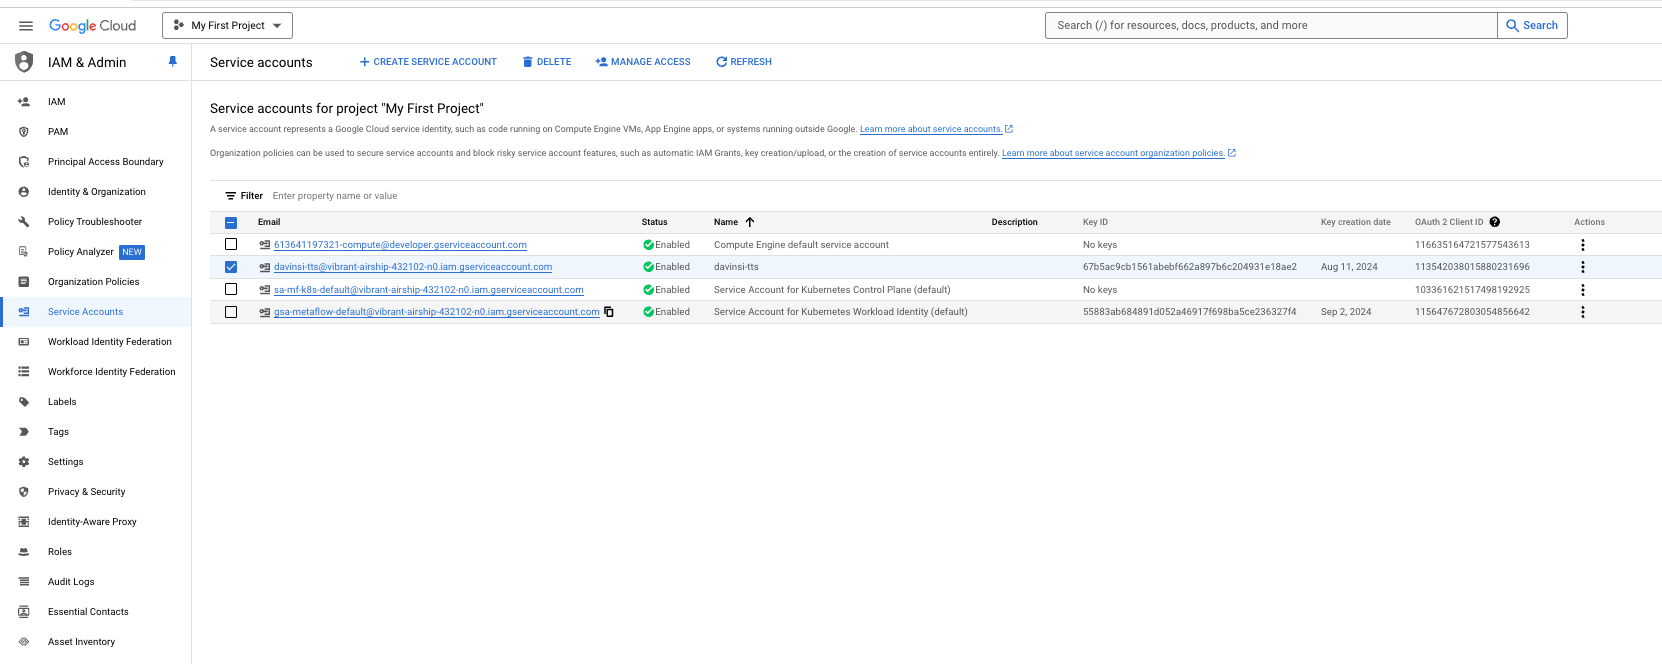 Google Cloud
My First Project
Search (/) for resources, docs, products, and more
Search
IAM & Admin
Service accounts
CREATE SERVICE ACCOUNT
DELETE
MANAGE ACCESS
REFRESH
IAM
PAM
Principal Access Boundary
Identity & Organization
Policy Troubleshooter
Policy Analyzer NEW
Organization Policies
Service Accounts
Workload Identity Federation
Workforce Identity Federation
Labels
Tags
Settings
Privacy & Security
Identity-Aware Proxy
Roles
Audit Logs
Essential Contacts
Asset Inventory
Service accounts for project "My First Project"
A service account represents a Google Cloud service identity, such as code running on Compute Engine VMs, App Engine apps, or systems running outside Google. Learn more about service accounts.
Organization policies can be used to secure service accounts and block risky service account features, such as automatic IAM Grants, key creation/upload, or the creation of service accounts entirely. Learn more about service account organization policies.
Filter Enter property name or value
Email Status Name Description Key ID Key creation date OAuth 2 Client ID ? Actions
613641197321-compute@developer.gserviceaccount.com Enabled Compute Engine default service account No keys 116635164721577543613
davinsi-tts@vibrant-airship-432102-n0.iam.gserviceaccount.com Enabled davinsi-tts 67b5ac9cb1561abebf662a897b6c204931e18ae2 Aug 11, 2024 113542038015880231696
sa-mf-k8s-default@vibrant-airship-432102-n0.iam.gserviceaccount.com Enabled Service Account for Kubernetes Control Plane (default) No keys 103361621517498192925
gsa-metaflow-default@vibrant-airship-432102-n0.iam.gserviceaccount.com Enabled Service Account for Kubernetes Workload Identity (default) 55883ab684891d052a46917f698ba5ce236327f4 Sep 2, 2024 115647672803054856642